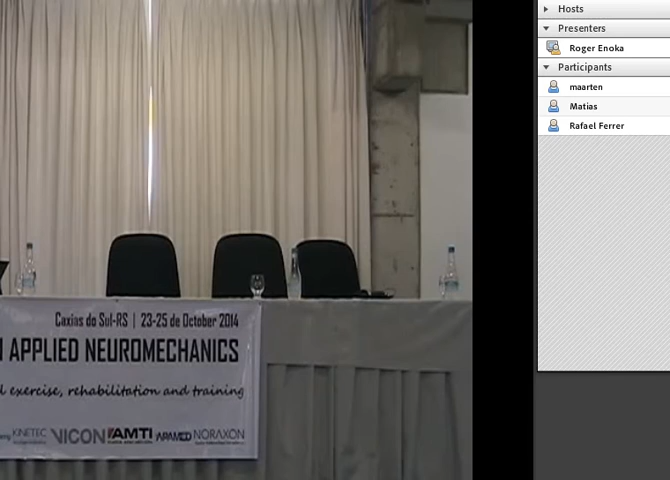 Hosts
Presenters
Roger Enoka
Participants
maarten
Matias
Rafael Ferrer
Caxias do Sul-RS | 23-25 de October 2014
APPLIED NEUROMECHANICS
exercise, rehabilitation and training
KINETEC VICON AMTI NORAXON